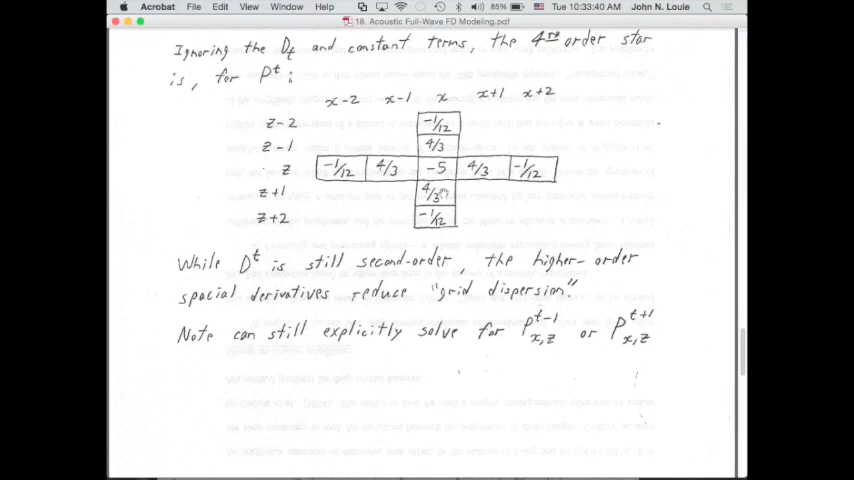 Acrobat File Edit View Window Help 85% Tue 10:33:40 AM John N. Louie
18. Acoustic Full-Wave FD Modeling.pdf
Ignoring the Dt and constant terms, the 4TH order star
is, for Pt:
x-2 x-1 x x+1 x+2
z-2 -1/12
z-1 4/3
z -1/12 4/3 -5 4/3 -1/12
z+1 4/3
z+2 -1/12
While Dt is still second-order the higher-order
spacial derivatives reduce "grid dispersion".
Note can still explicitly solve for Pt-1x,z or Pt+1x,z